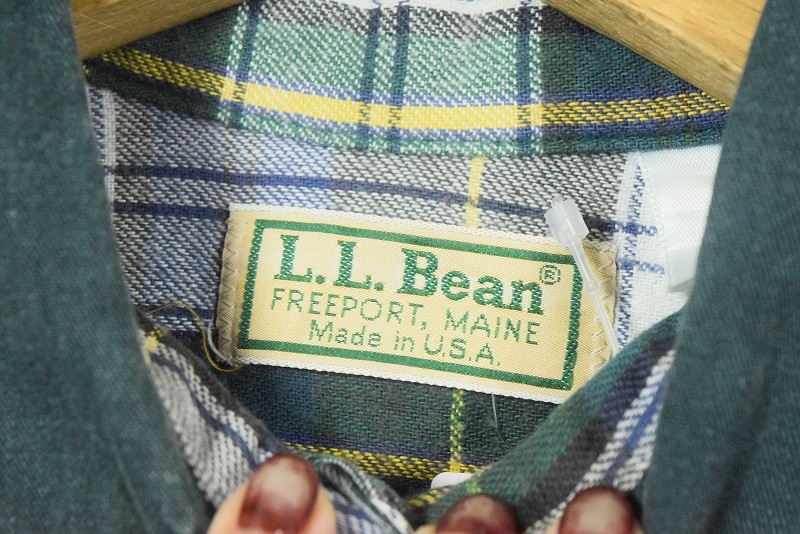 L.L. Bean®
FREEPORT, MAINE
Made in U.S.A.